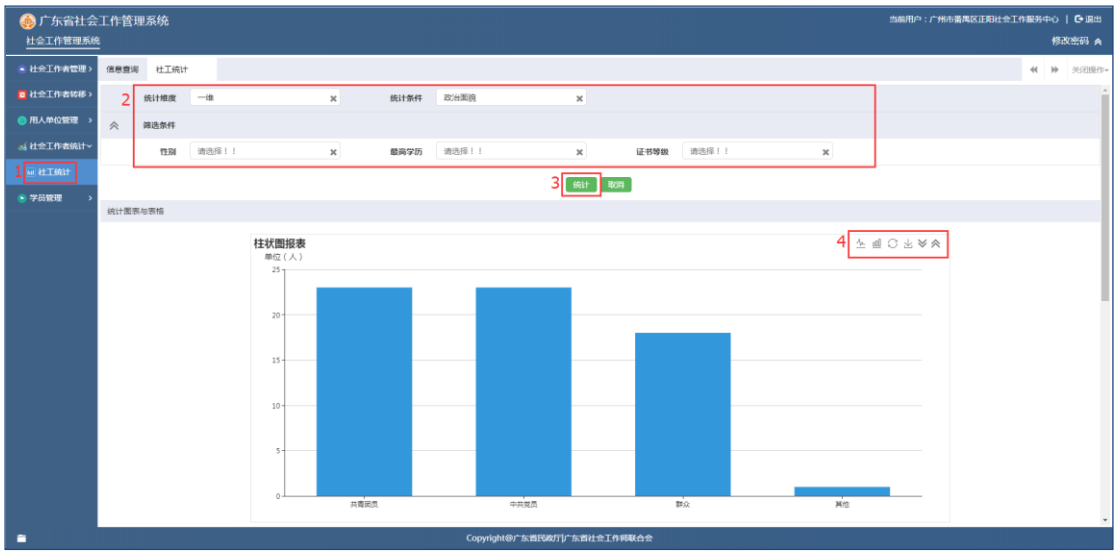 广东省社会工作管理系统
当前用户：广州市番禺区正阳社会工作服务中心 | 退出
社会工作管理系统
修改密码
社会工作者管理
信息查询 社工统计
关闭操作
社会工作者转移
2
统计维度 一维
统计条件 政治面貌
用人单位管理
筛选条件
社会工作者统计
性别 请选择！！
最高学历 请选择！！
证书等级 请选择！！
1 社工统计
3 统计 取消
学员管理
统计图表与表格
柱状图报表
4
单位（人）
25
20
15
10
5
0
共青团员 中共党员 群众 其他
Copyright@广东省民政厅|广东省社会工作师联合会